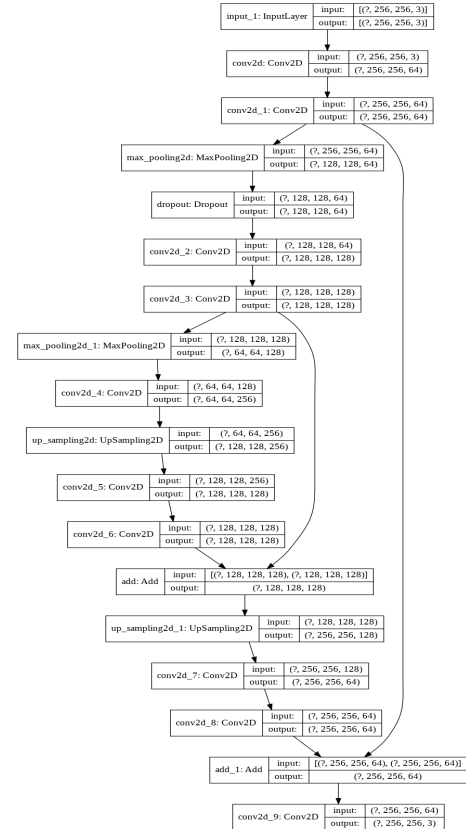 input_1: InputLayer input: [(?, 256, 256, 3)]
output: [(?, 256, 256, 3)]
conv2d: Conv2D input: (?, 256, 256, 3)
output: (?, 256, 256, 64)
conv2d_1: Conv2D input: (?, 256, 256, 64)
output: (?, 256, 256, 64)
max_pooling2d: MaxPooling2D input: (?, 256, 256, 64)
output: (?, 128, 128, 64)
dropout: Dropout input: (?, 128, 128, 64)
output: (?, 128, 128, 64)
conv2d_2: Conv2D input: (?, 128, 128, 64)
output: (?, 128, 128, 128)
conv2d_3: Conv2D input: (?, 128, 128, 128)
output: (?, 128, 128, 128)
max_pooling2d_1: MaxPooling2D input: (?, 128, 128, 128)
output: (?, 64, 64, 128)
conv2d_4: Conv2D input: (?, 64, 64, 128)
output: (?, 64, 64, 256)
up_sampling2d: UpSampling2D input: (?, 64, 64, 256)
output: (?, 128, 128, 256)
conv2d_5: Conv2D input: (?, 128, 128, 256)
output: (?, 128, 128, 128)
conv2d_6: Conv2D input: (?, 128, 128, 128)
output: (?, 128, 128, 128)
add: Add input: [(?, 128, 128, 128), (?, 128, 128, 128)]
output: (?, 128, 128, 128)
up_sampling2d_1: UpSampling2D input: (?, 128, 128, 128)
output: (?, 256, 256, 128)
conv2d_7: Conv2D input: (?, 256, 256, 128)
output: (?, 256, 256, 64)
conv2d_8: Conv2D input: (?, 256, 256, 64)
output: (?, 256, 256, 64)
add_1: Add input: [(?, 256, 256, 64), (?, 256, 256, 64)]
output: (?, 256, 256, 64)
conv2d_9: Conv2D input: (?, 256, 256, 64)
output: (?, 256, 256, 3)